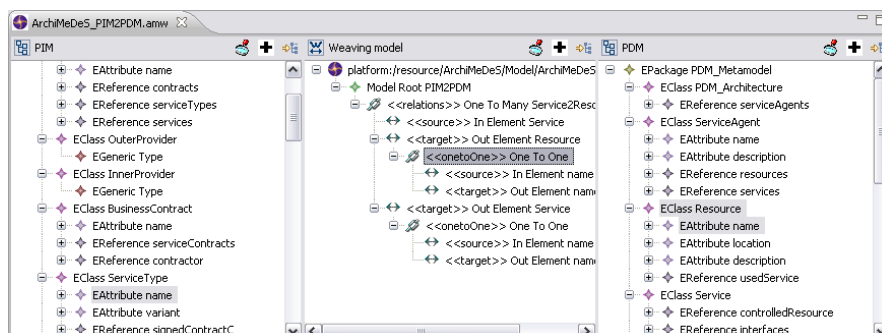 ArchiMeDeS_PIM2PDM.amw
PIM
EAttribute name
EReference contracts
EReference serviceTypes
EReference services
EClass OuterProvider
EGeneric Type
EClass InnerProvider
EGeneric Type
EClass BusinessContract
EAttribute name
EReference serviceContracts
EReference contractor
EClass ServiceType
EAttribute name
EAttribute variant
EReference signedContractC
Weaving model
platform:/resource/ArchiMeDeS/Model/ArchiMeDeS
Model Root PIM2PDM
<<relations>> One To Many Service2Resc
<<source>> In Element Service
<<target>> Out Element Resource
<<onetoOne>> One To One
<<source>> In Element name
<<target>> Out Element name
<<target>> Out Element Service
<<onetoOne>> One To One
<<source>> In Element name
<<target>> Out Element name
PDM
EPackage PDM_Metamodel
EClass PDM_Architecture
EReference serviceAgents
EClass ServiceAgent
EAttribute name
EAttribute description
EReference resources
EReference services
EClass Resource
EAttribute name
EAttribute location
EAttribute description
EReference usedService
EClass Service
EReference controlledResource
EReference interfaces